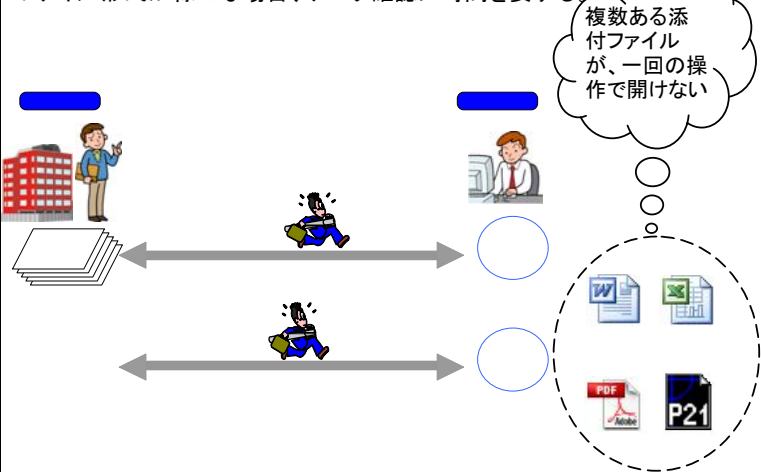 複数ある添
付ファイル
が、一回の操
作で開けない
W
X
PDF
Adobe
P21